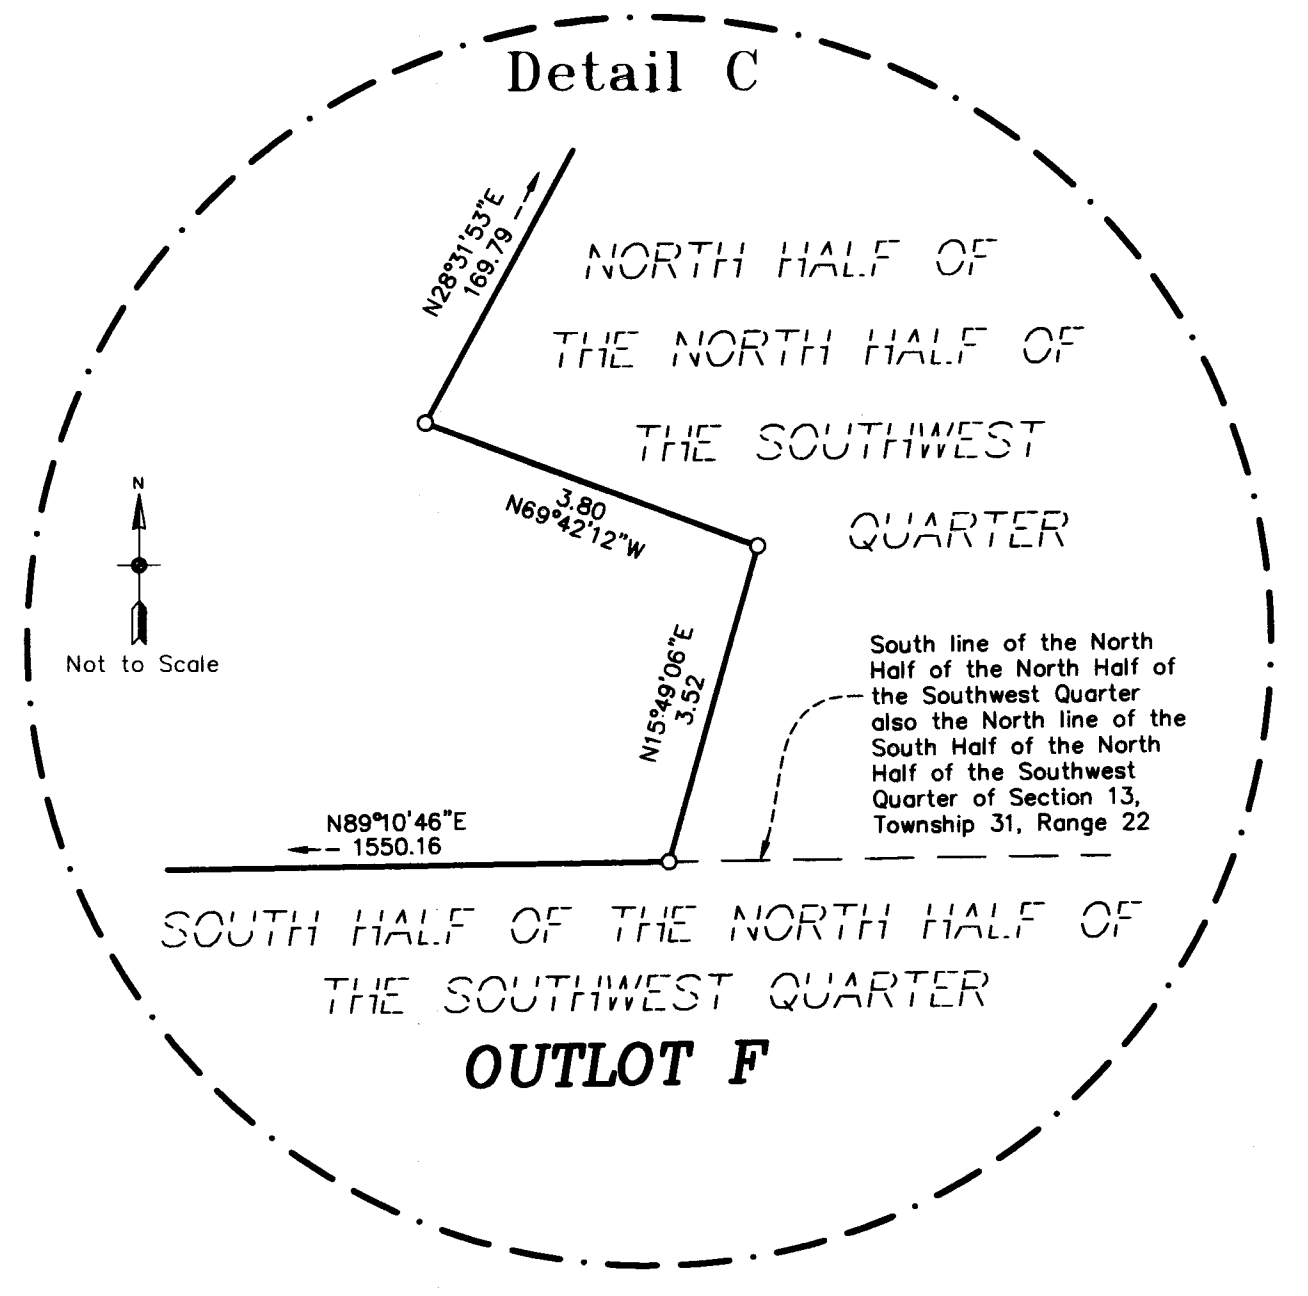 Detail C
N28°31'53"E
169.79
NORTH HALF OF
THE NORTH HALF OF
THE SOUTHWEST
QUARTER
3.80
N69°42'12"W
N
Not to Scale
N15°49'06"E
3.52
South line of the North
Half of the North Half of
the Southwest Quarter
also the North line of the
South Half of the North
Half of the Southwest
Quarter of Section 13,
Township 31, Range 22
N89°10'46"E
1550.16
SOUTH HALF OF THE NORTH HALF OF
THE SOUTHWEST QUARTER
OUTLOT F